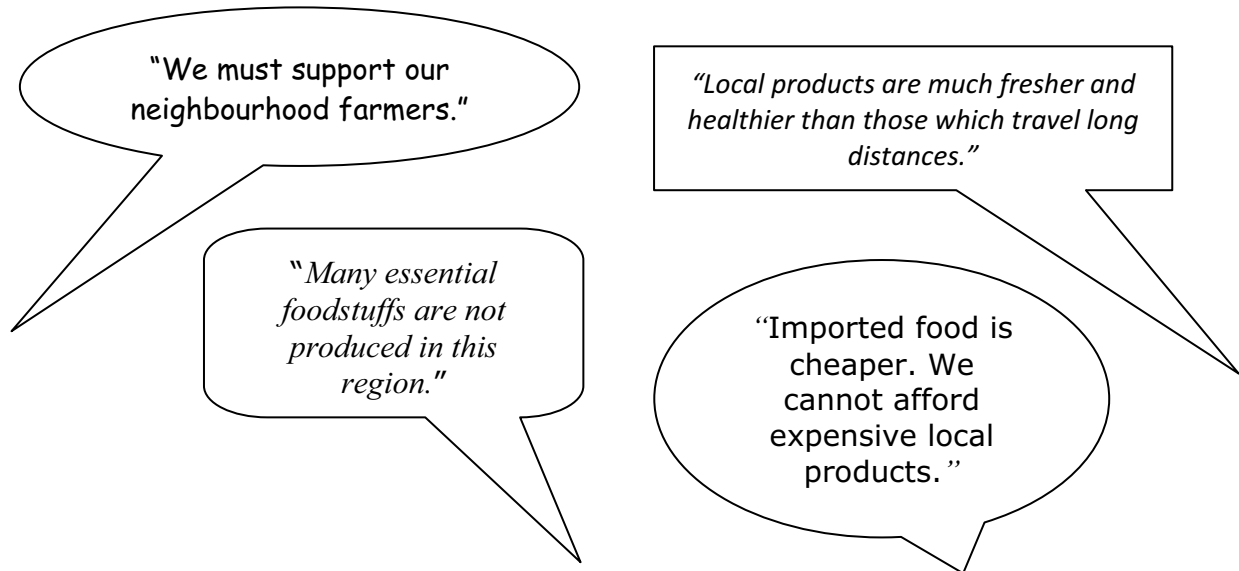 "We must support our
neighbourhood farmers."
“Local products are much fresher and
healthier than those which travel long
distances.”
"Many essential
foodstuffs are not
produced in this
region."
“Imported food is
cheaper. We
cannot afford
expensive local
products.”